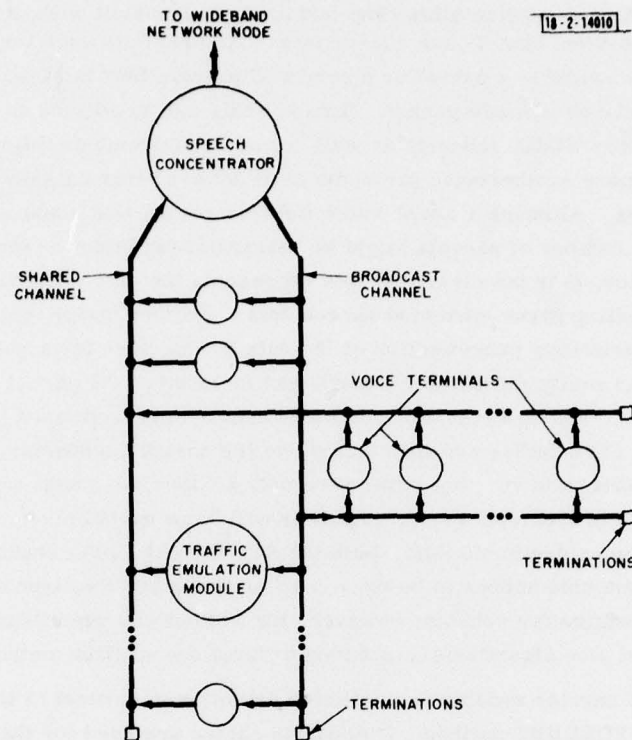 TO WIDEBAND
NETWORK NODE
18-2-14010
SPEECH
CONCENTRATOR
SHARED
CHANNEL
BROADCAST
CHANNEL
VOICE TERMINALS
TRAFFIC
EMULATION
MODULE
TERMINATIONS
TERMINATIONS